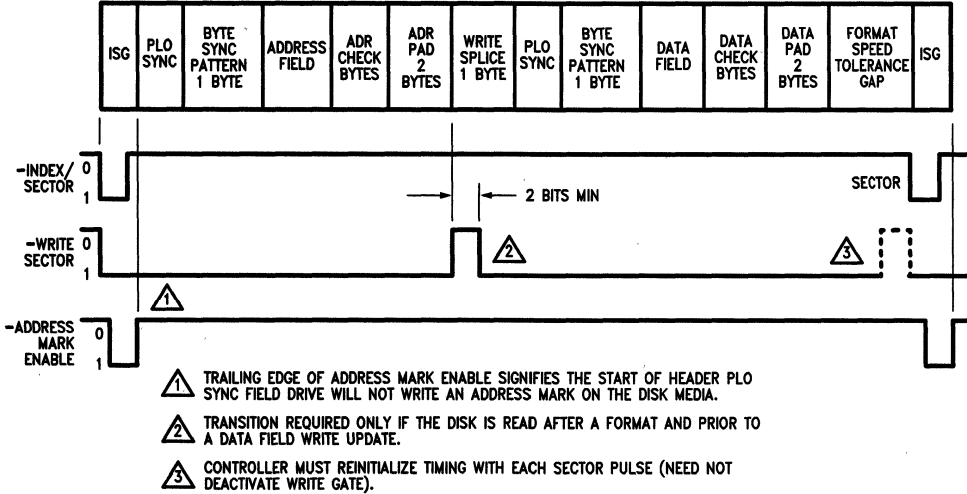 ISG
PLO
SYNC
BYTE
SYNC
PATTERN
1 BYTE
ADDRESS
FIELD
ADR
CHECK
BYTES
ADR
PAD
2
BYTES
WRITE
SPLICE
1 BYTE
PLO
SYNC
BYTE
SYNC
PATTERN
1 BYTE
DATA
FIELD
DATA
CHECK
BYTES
DATA
PAD
2
BYTES
FORMAT
SPEED
TOLERANCE
GAP
ISG
-INDEX/
SECTOR
0
1
SECTOR
2 BITS MIN
-WRITE
SECTOR
0
1
2
3
1
-ADDRESS
MARK
ENABLE
0
1
1 TRAILING EDGE OF ADDRESS MARK ENABLE SIGNIFIES THE START OF HEADER PLO
SYNC FIELD DRIVE WILL NOT WRITE AN ADDRESS MARK ON THE DISK MEDIA.
2 TRANSITION REQUIRED ONLY IF THE DISK IS READ AFTER A FORMAT AND PRIOR TO
A DATA FIELD WRITE UPDATE.
3 CONTROLLER MUST REINITIALIZE TIMING WITH EACH SECTOR PULSE (NEED NOT
DEACTIVATE WRITE GATE).